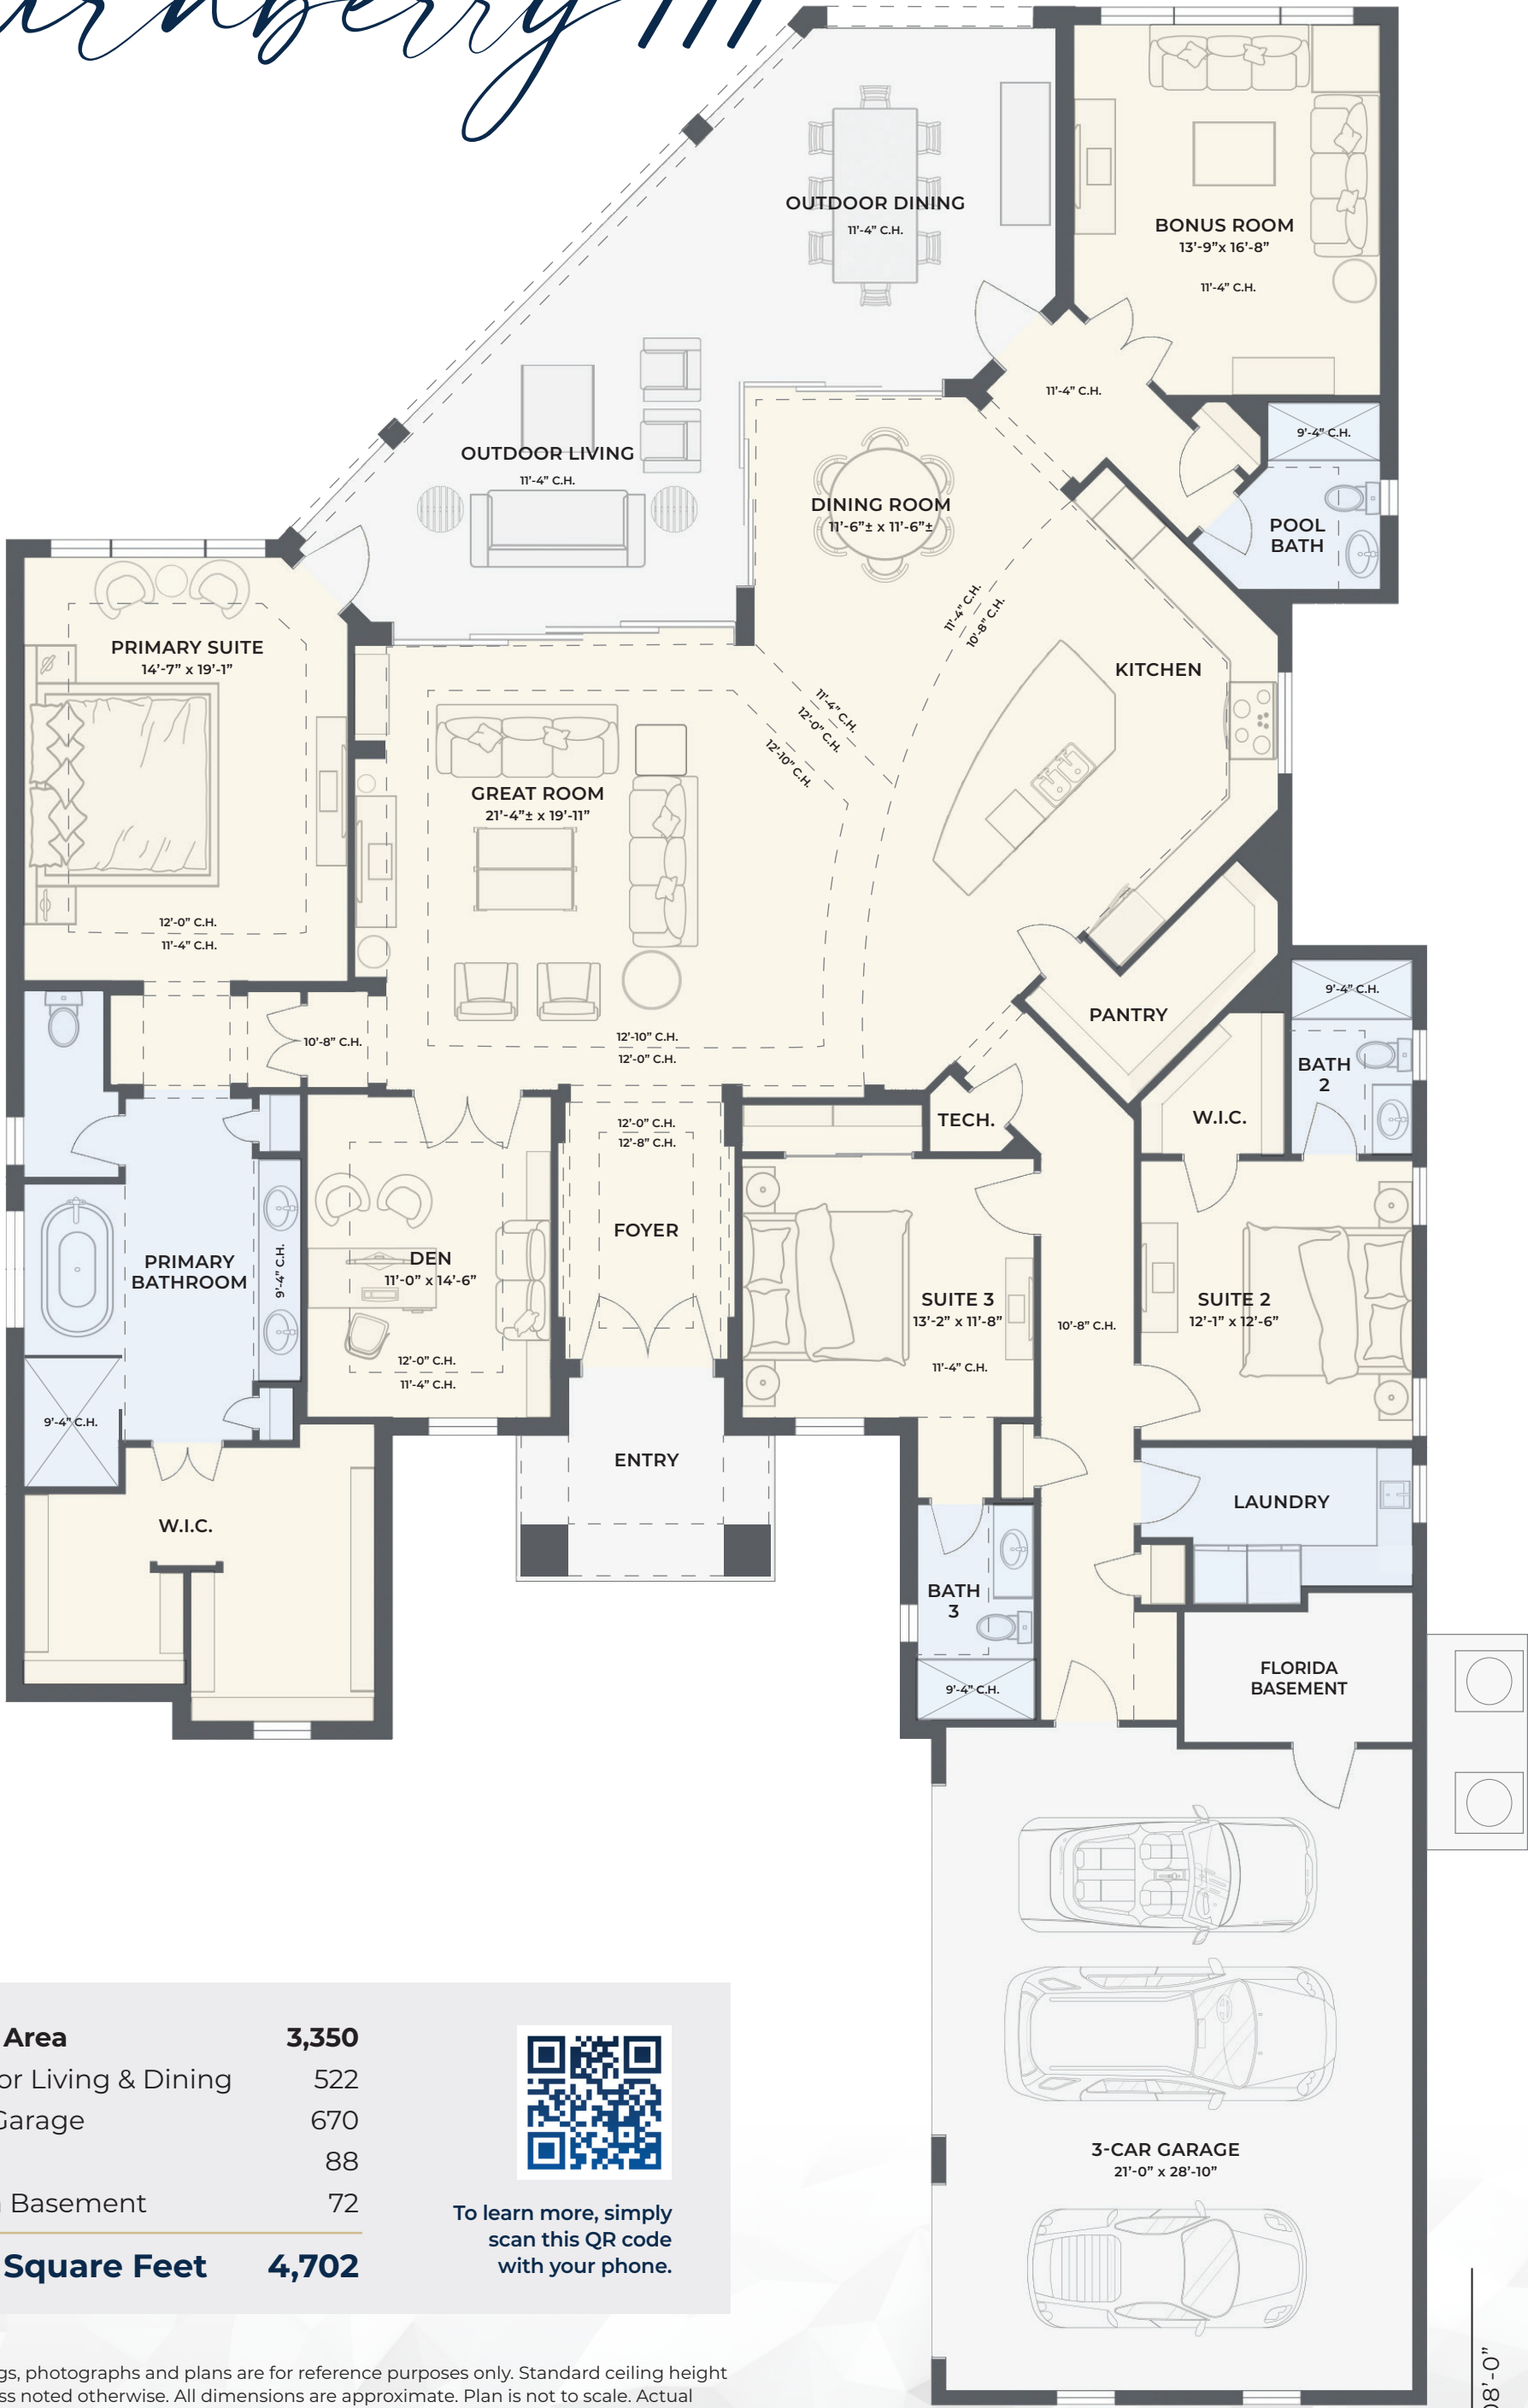 OUTDOOR DINING
11'-4" C.H.
BONUS ROOM
13'-9"x 16'-8"
11'-4" C.H.
11'-4" C.H.
9'-4" C.H.
POOL
BATH
OUTDOOR LIVING
11'-4" C.H.
DINING ROOM
11'-6"± x 11'-6"±
11'-4" C.H.
10'-8" C.H.
KITCHEN
PRIMARY SUITE
14'-7" x 19'-1"
12'-0" C.H.
11'-4" C.H.
11'-4" C.H.
12'-0" C.H.
12'-10" C.H.
GREAT ROOM
21'-4"± x 19'-11"
12'-10" C.H.
12'-0" C.H.
10'-8" C.H.
PANTRY
9'-4" C.H.
BATH
2
W.I.C.
TECH.
12'-0" C.H.
12'-8" C.H.
FOYER
PRIMARY
BATHROOM
9'-4" C.H.
DEN
11'-0" x 14'-6"
12'-0" C.H.
11'-4" C.H.
SUITE 3
13'-2" x 11'-8"
11'-4" C.H.
10'-8" C.H.
SUITE 2
12'-1" x 12'-6"
9'-4" C.H.
ENTRY
LAUNDRY
W.I.C.
BATH
3
9'-4" C.H.
FLORIDA
BASEMENT
3-CAR GARAGE
21'-0" x 28'-10"
Area 3,350
or Living & Dining 522
Garage 670
88
Basement 72
Square Feet 4,702
To learn more, simply
scan this QR code
with your phone.
photographs and plans are for reference purposes only. Standard ceiling height
noted otherwise. All dimensions are approximate. Plan is not to scale. Actual